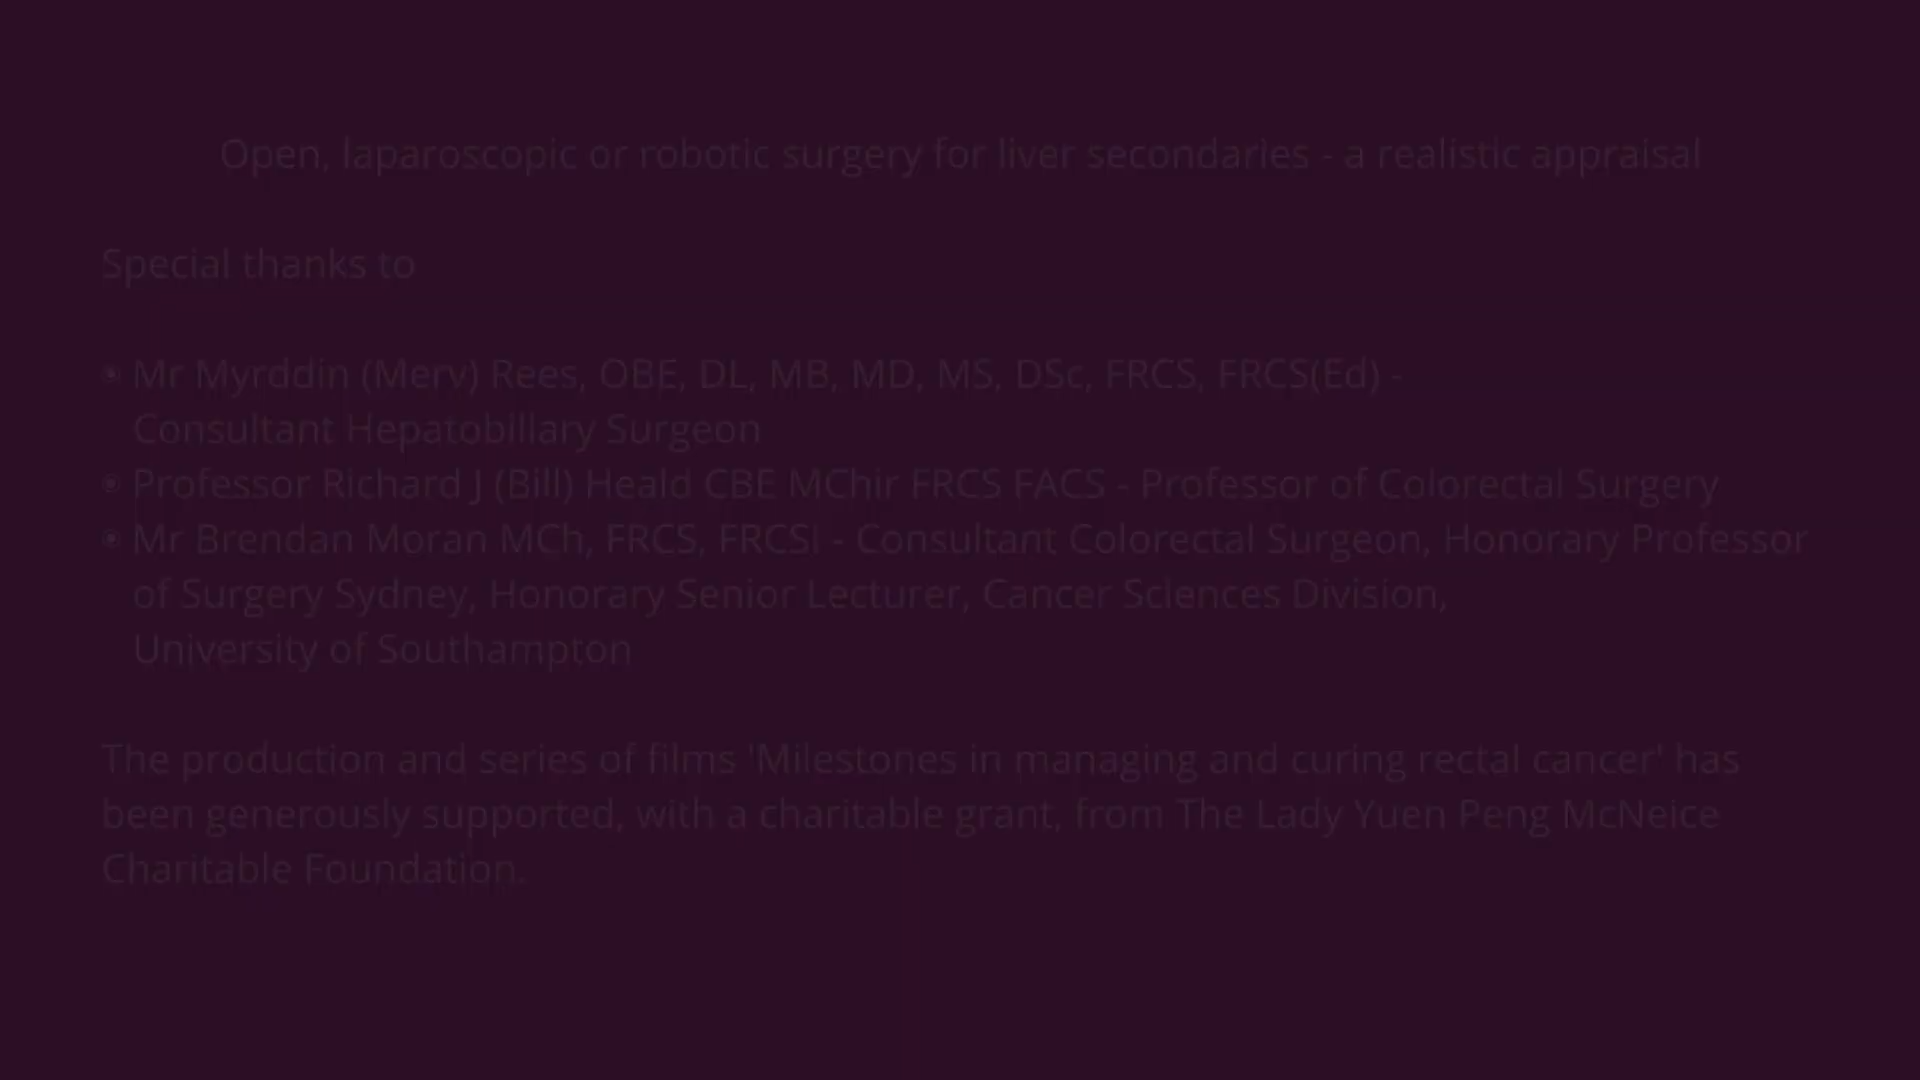 Open, laparoscopic or robotic surgery for liver secondaries - a realistic appraisal
Special thanks to
• Mr Myrddin (Merv) Rees, OBE, DL, MB, MD, MS, DSc, FRCS, FRCS(Ed) -
Consultant Hepatobiliary Surgeon
• Professor Richard J (Bill) Heald CBE MChir FRCS FACS - Professor of Colorectal Surgery
• Mr Brendan Moran MCh, FRCS, FRCSI - Consultant Colorectal Surgeon, Honorary Professor
of Surgery Sydney, Honorary Senior Lecturer, Cancer Sciences Division,
University of Southampton
The production and series of films 'Milestones in managing and curing rectal cancer' has
been generously supported, with a charitable grant, from The Lady Yuen Peng McNeice
Charitable Foundation.